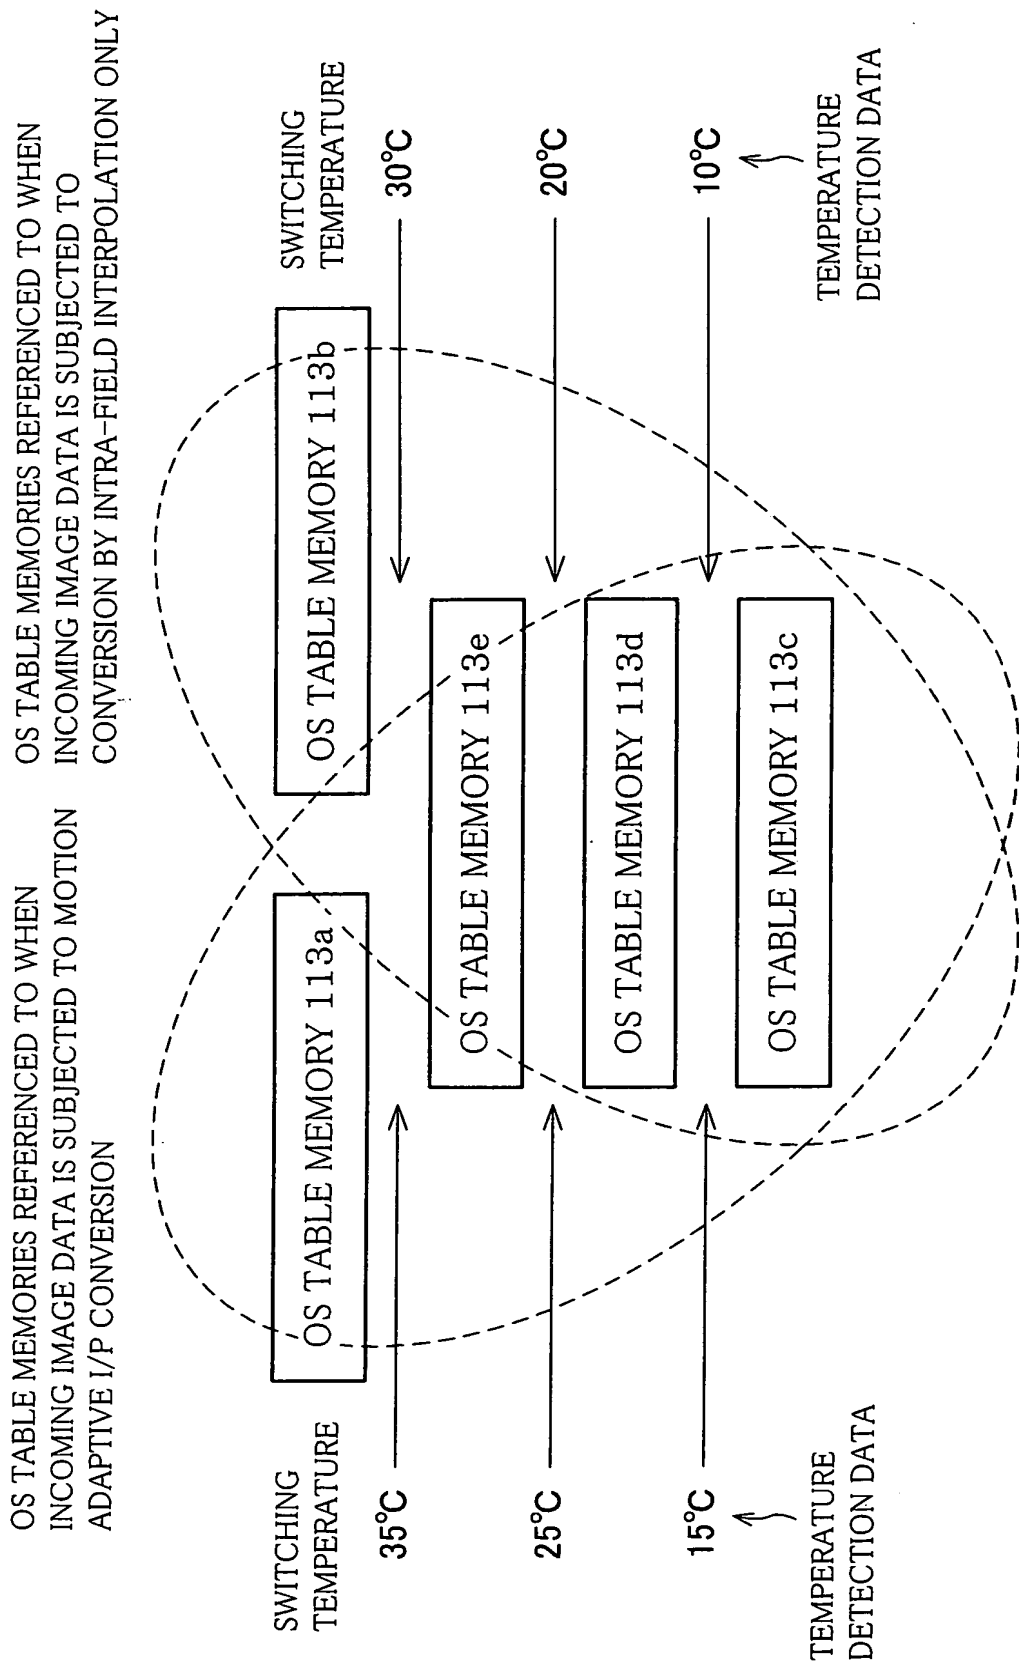 OS TABLE MEMORIES REFERENCED TO WHEN
INCOMING IMAGE DATA IS SUBJECTED TO MOTION
ADAPTIVE I/P CONVERSION
OS TABLE MEMORIES REFERENCED TO WHEN
INCOMING IMAGE DATA IS SUBJECTED TO
CONVERSION BY INTRA-FIELD INTERPOLATION ONLY
SWITCHING
TEMPERATURE
OS TABLE MEMORY 113a
OS TABLE MEMORY 113b
SWITCHING
TEMPERATURE
35°C
30°C
OS TABLE MEMORY 113e
25°C
20°C
OS TABLE MEMORY 113d
15°C
10°C
OS TABLE MEMORY 113c
TEMPERATURE
DETECTION DATA
TEMPERATURE
DETECTION DATA